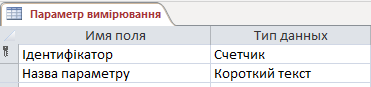 Параметр вимірювання
Имя поля Тип данных
Ідентифікатор Счетчик
Назва параметру Короткий текст